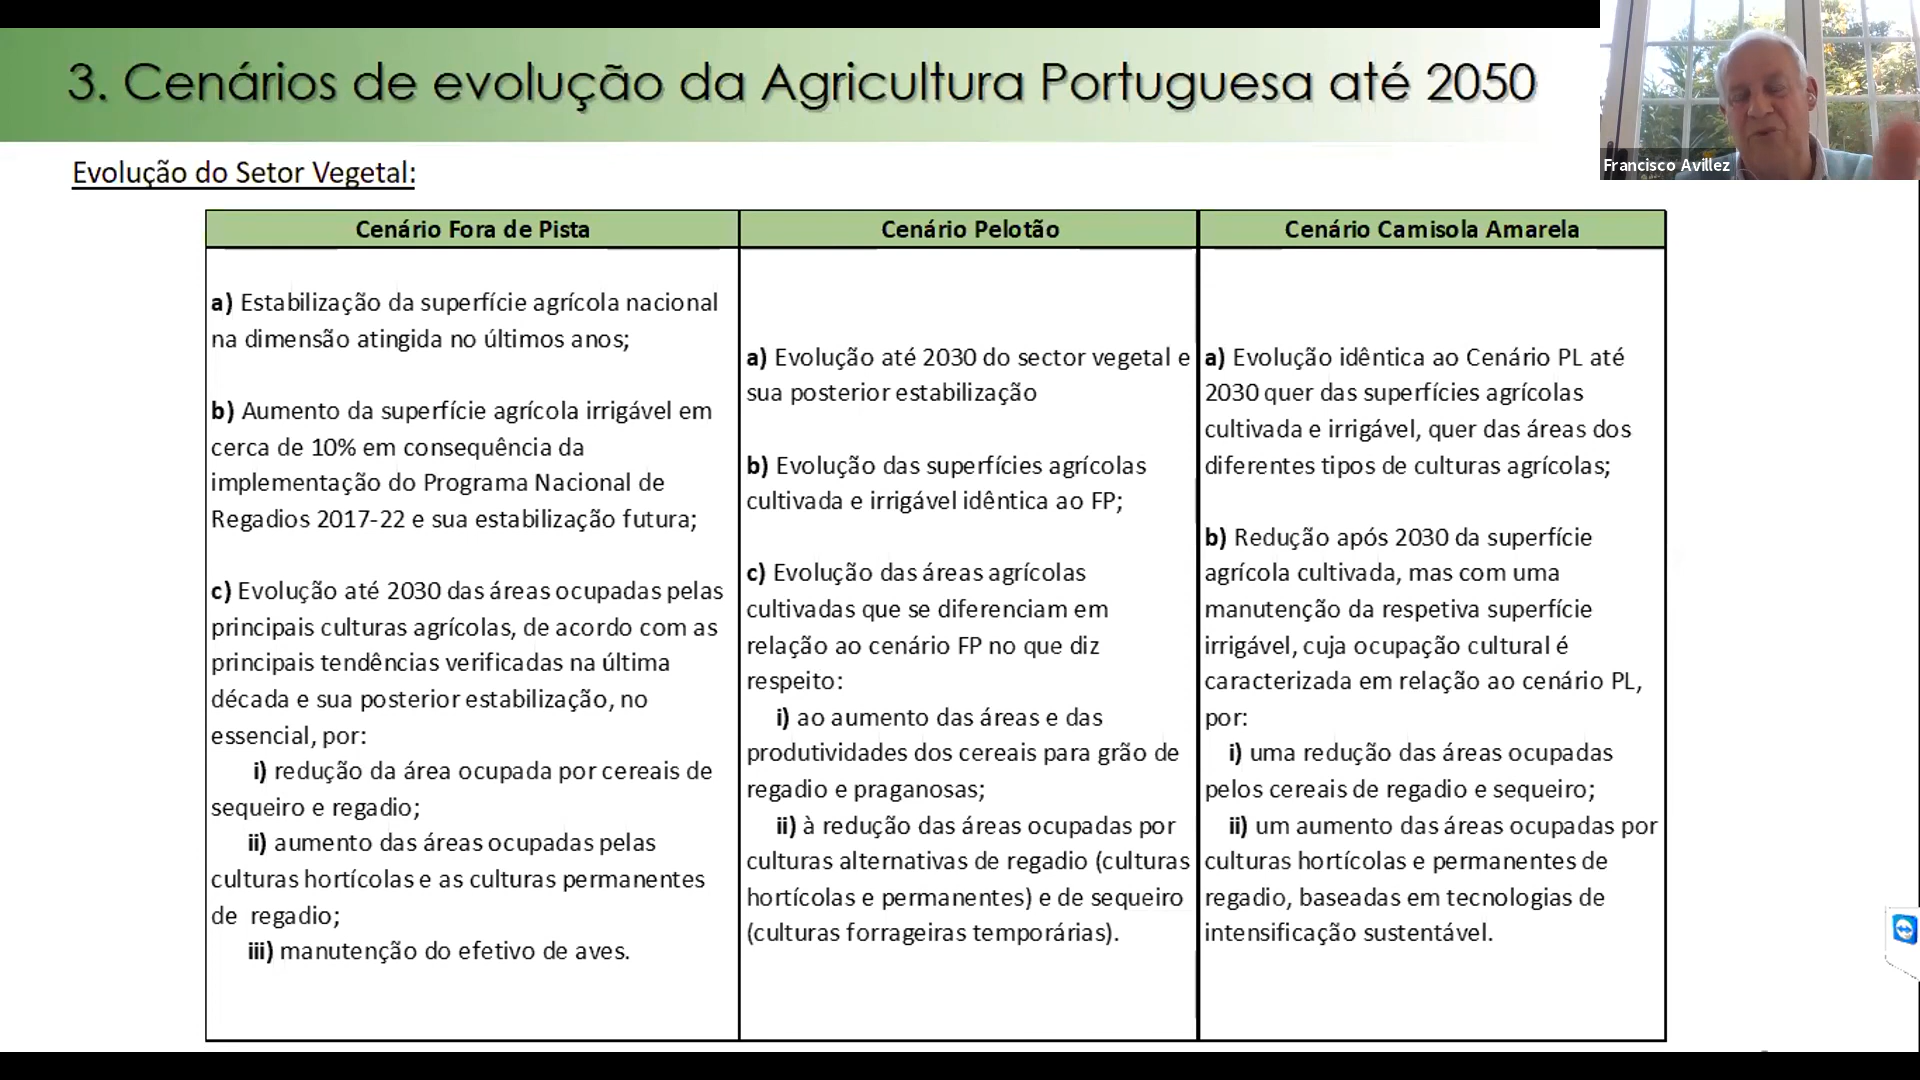 3. Cenários de evolução da Agricultura Portuguesa até 2050
Francisco Avillez
Evolução do Setor Vegetal:
Cenário Fora de Pista
a) Estabilização da superfície agrícola nacional
na dimensão atingida no últimos anos;
b) Aumento da superfície agrícola irrigável em
cerca de 10% em consequência da
implementação do Programa Nacional de
Regadios 2017-22 e sua estabilização futura;
c) Evolução até 2030 das áreas ocupadas pelas
principais culturas agrícolas, de acordo com as
principais tendências verificadas na última
década e sua posterior estabilização, no
essencial, por:
i) redução da área ocupada por cereais de
sequeiro e regadio;
ii) aumento das áreas ocupadas pelas
culturas hortícolas e as culturas permanentes
de regadio;
iii) manutenção do efetivo de aves.
Cenário Pelotão
a) Evolução até 2030 do sector vegetal e
sua posterior estabilização
b) Evolução das superfícies agrícolas
cultivada e irrigável idêntica ao FP;
c) Evolução das áreas agrícolas
cultivadas que se diferenciam em
relação ao cenário FP no que diz
respeito:
i) ao aumento das áreas e das
produtividades dos cereais para grão de
regadio e praganosas;
ii) à redução das áreas ocupadas por
culturas alternativas de regadio (culturas
hortícolas e permanentes) e de sequeiro
(culturas forrageiras temporárias).
Cenário Camisola Amarela
a) Evolução idêntica ao Cenário PL até
2030 quer das superfícies agrícolas
cultivada e irrigável, quer das áreas dos
diferentes tipos de culturas agrícolas;
b) Redução após 2030 da superfície
agrícola cultivada, mas com uma
manutenção da respetiva superfície
irrigável, cuja ocupação cultural é
caracterizada em relação ao cenário PL,
por:
i) uma redução das áreas ocupadas
pelos cereais de regadio e sequeiro;
ii) um aumento das áreas ocupadas por
culturas hortícolas e permanentes de
regadio, baseadas em tecnologias de
intensificação sustentável.